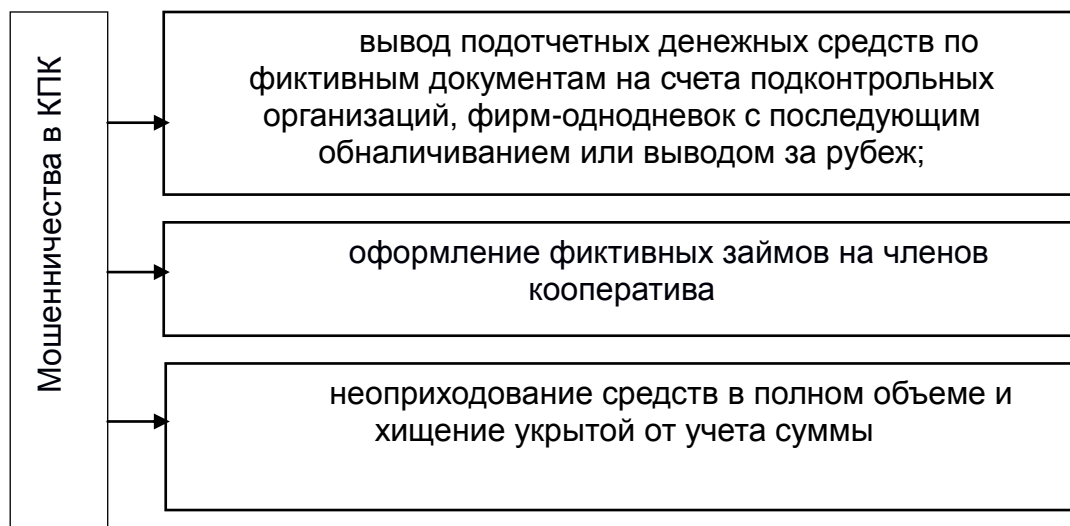 Мошенничества в КПК
вывод подотчетных денежных средств по
фиктивным документам на счета подконтрольных
организаций, фирм-однодневок с последующим
обналичиванием или выводом за рубеж;
оформление фиктивных займов на членов
кооператива
неоприходование средств в полном объеме и
хищение укрытой от учета суммы